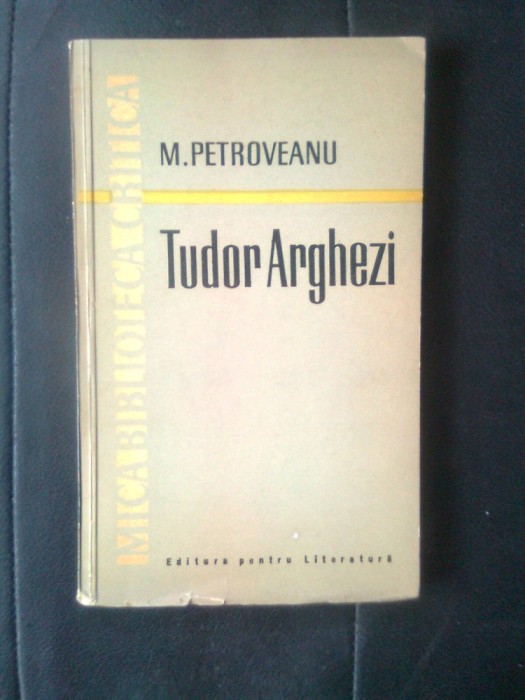 M. PETROVEANU
Tudor Arghezi
MICA BIBLIOTECA CRITICA
Editura pentru Literatură